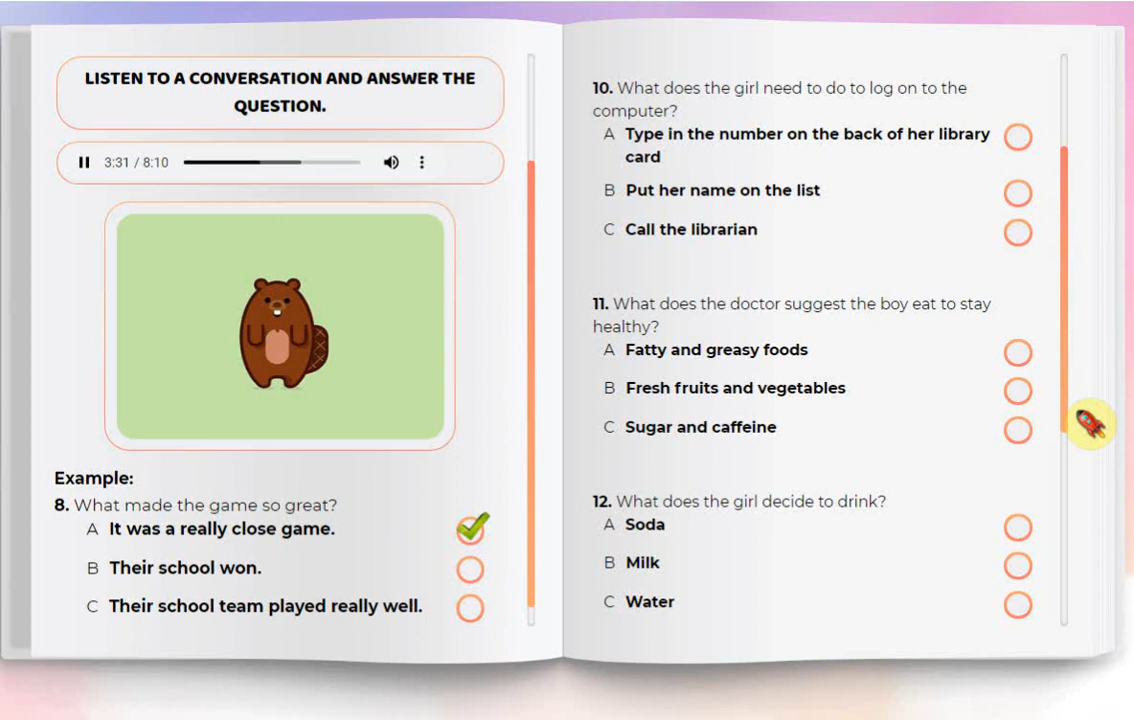 LISTEN TO A CONVERSATION AND ANSWER THE
QUESTION.
3:31 / 8:10
Example:
8. What made the game so great?
A It was a really close game.
B Their school won.
C Their school team played really well.
10. What does the girl need to do to log on to the
computer?
A Type in the number on the back of her library
card
B Put her name on the list
C Call the librarian
11. What does the doctor suggest the boy eat to stay
healthy?
A Fatty and greasy foods
B Fresh fruits and vegetables
C Sugar and caffeine
12. What does the girl decide to drink?
A Soda
B Milk
C Water